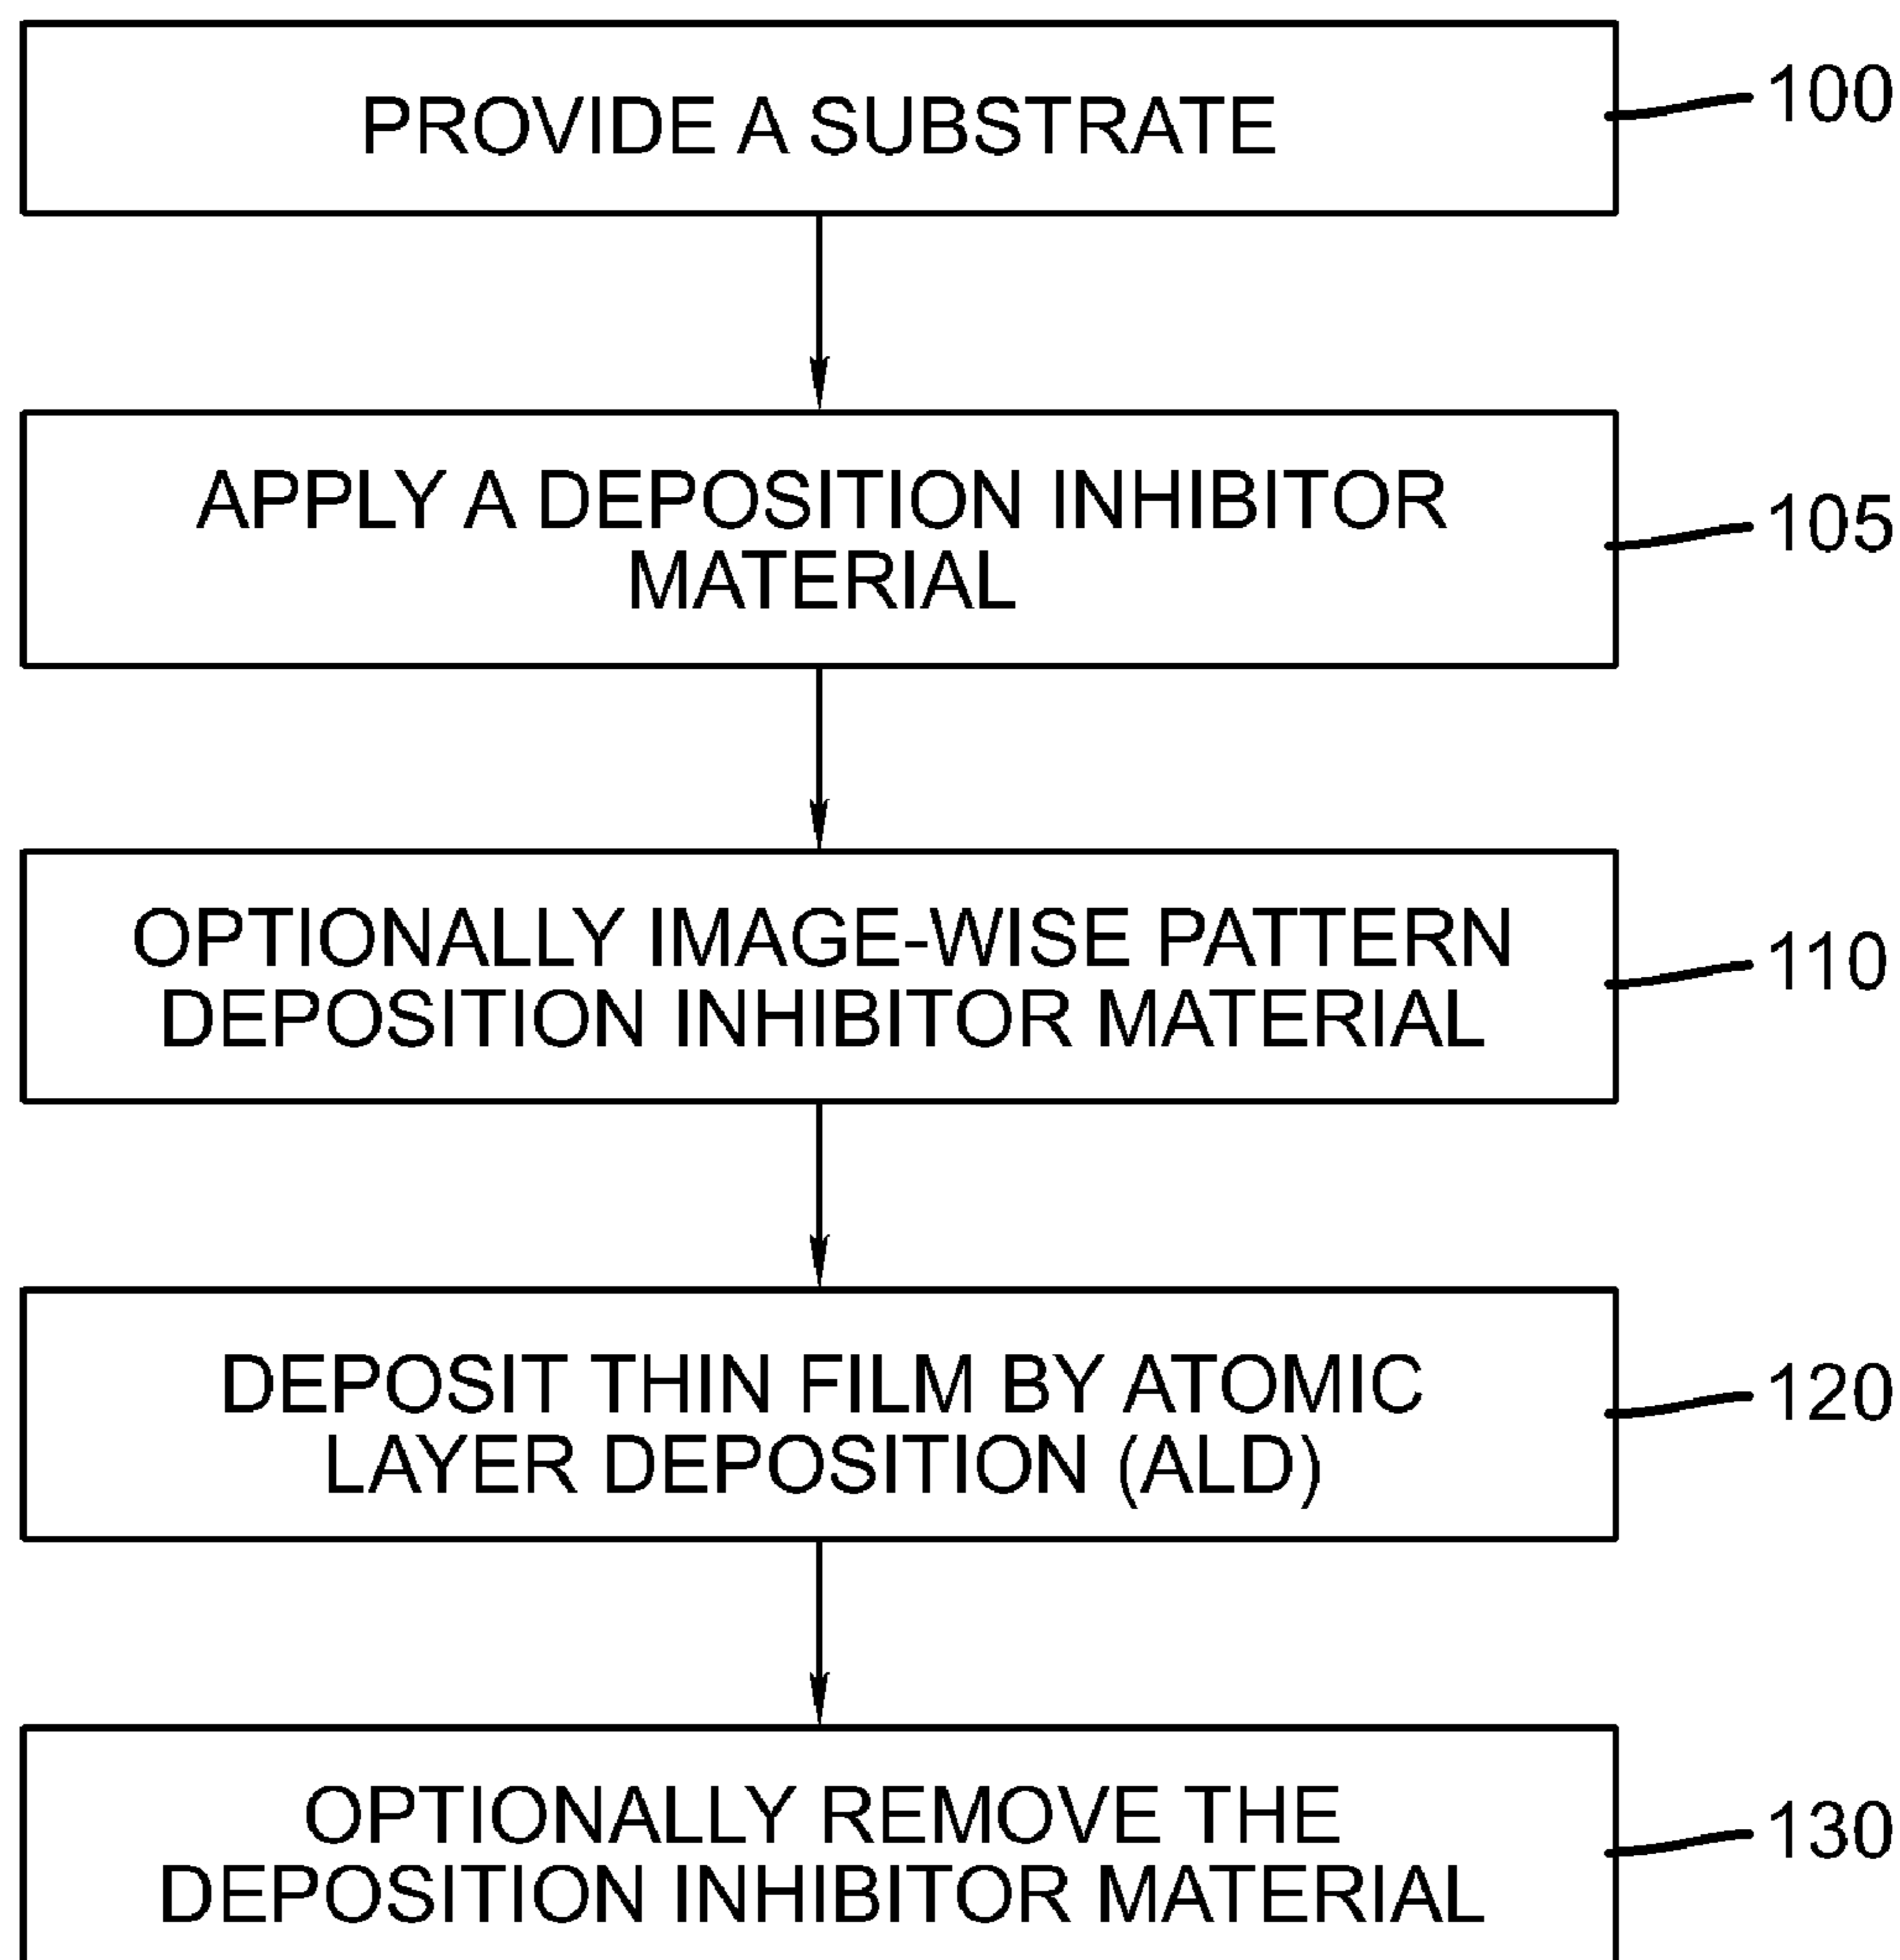 PROVIDE A SUBSTRATE
100
APPLY A DEPOSITION INHIBITOR
MATERIAL
105
OPTIONALLY IMAGE-WISE PATTERN
DEPOSITION INHIBITOR MATERIAL
110
DEPOSIT THIN FILM BY ATOMIC
LAYER DEPOSITION (ALD)
120
OPTIONALLY REMOVE THE
DEPOSITION INHIBITOR MATERIAL
130